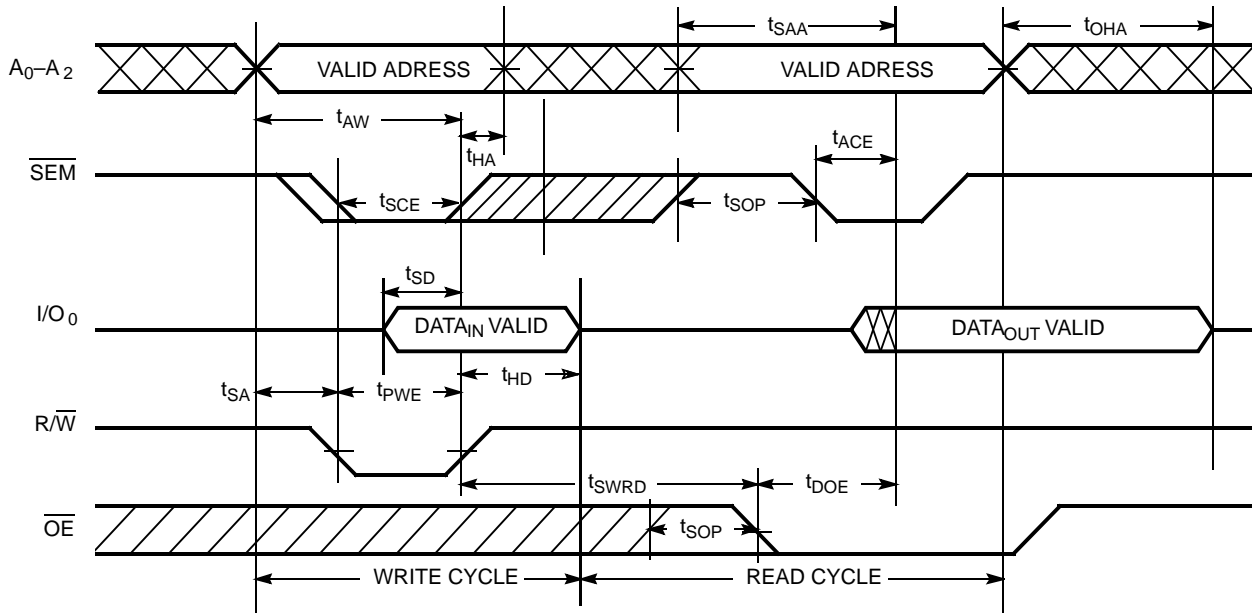 tSAA
tOHA
A0–A2
VALID ADRESS
VALID ADRESS
tAW
tHA
tACE
SEM
tSCE
tSOP
tSD
I/O0
DATAIN VALID
DATAOUT VALID
tSA
tPWE
tHD
R/W
tSWRD
tDOE
OE
tSOP
WRITE CYCLE
READ CYCLE